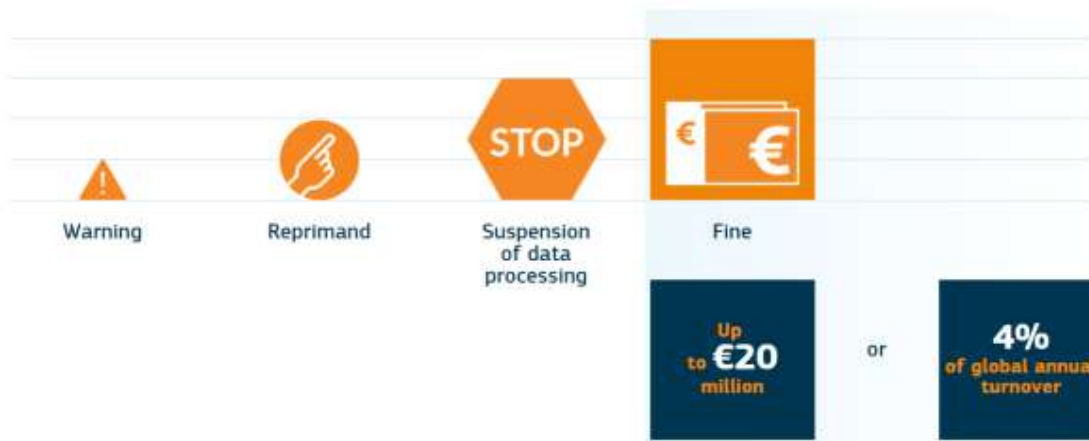 €
€
STOP
Warning
Reprimand
Suspension
of data
processing
Fine
Up
to €20
million
or
4%
of global annua
turnover